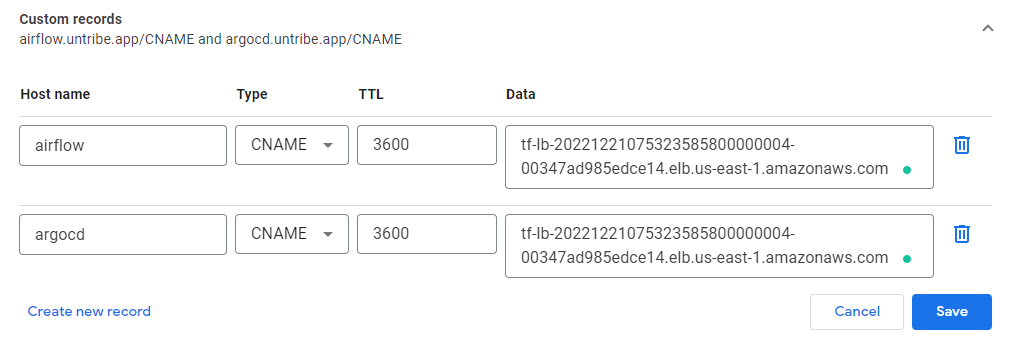 Custom records
airflow.untribe.app/CNAME and argocd.untribe.app/CNAME
Host name Type TTL Data
airflow CNAME 3600 tf-lb-20221221075323585800000004-
00347ad985edce14.elb.us-east-1.amazonaws.com
argocd CNAME 3600 tf-lb-20221221075323585800000004-
00347ad985edce14.elb.us-east-1.amazonaws.com
Create new record Cancel Save